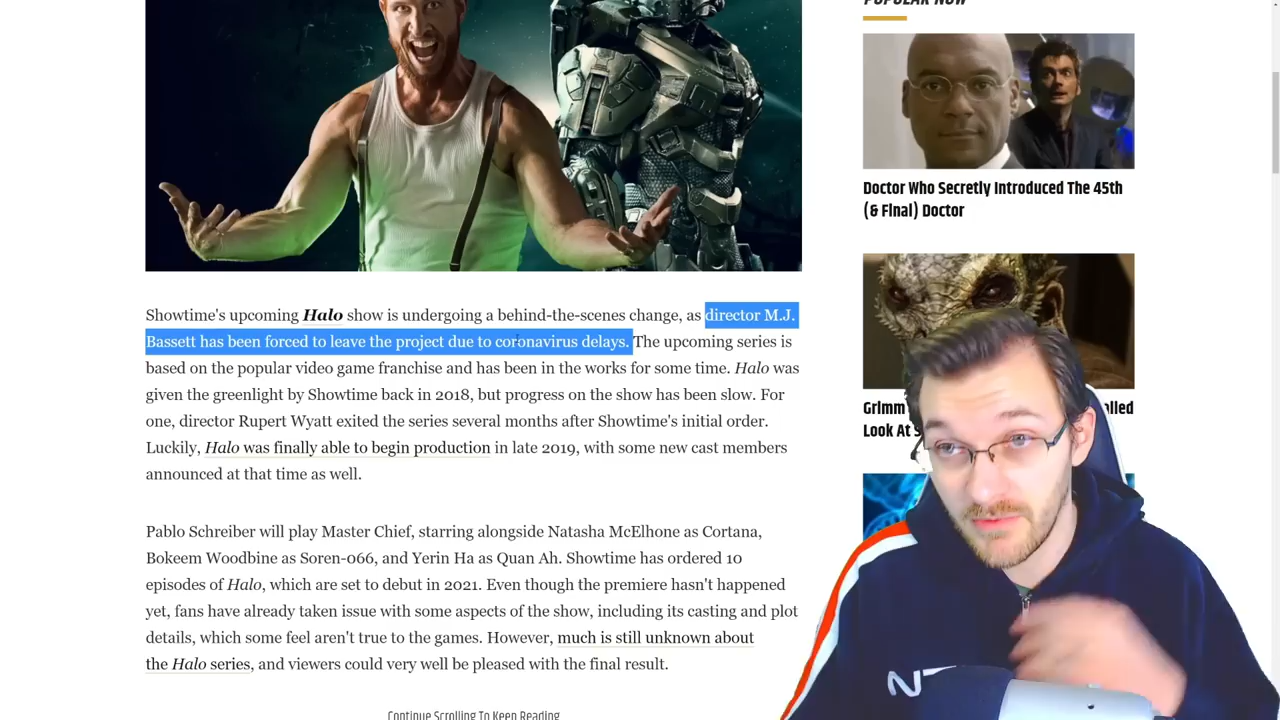 POPULAR NOW
Doctor Who Secretly Introduced The 45th
(& Final) Doctor
Grimm
Look At
Showtime's upcoming Halo show is undergoing a behind-the-scenes change, as director M.J.
Bassett has been forced to leave the project due to coronavirus delays. The upcoming series is
based on the popular video game franchise and has been in the works for some time. Halo was
given the greenlight by Showtime back in 2018, but progress on the show has been slow. For
one, director Rupert Wyatt exited the series several months after Showtime's initial order.
Luckily, Halo was finally able to begin production in late 2019, with some new cast members
announced at that time as well.
Pablo Schreiber will play Master Chief, starring alongside Natasha McElhone as Cortana,
Bokeem Woodbine as Soren-066, and Yerin Ha as Quan Ah. Showtime has ordered 10
episodes of Halo, which are set to debut in 2021. Even though the premiere hasn't happened
yet, fans have already taken issue with some aspects of the show, including its casting and plot
details, which some feel aren't true to the games. However, much is still unknown about
the Halo series, and viewers could very well be pleased with the final result.
Continue Scrolling To Keep Reading
N